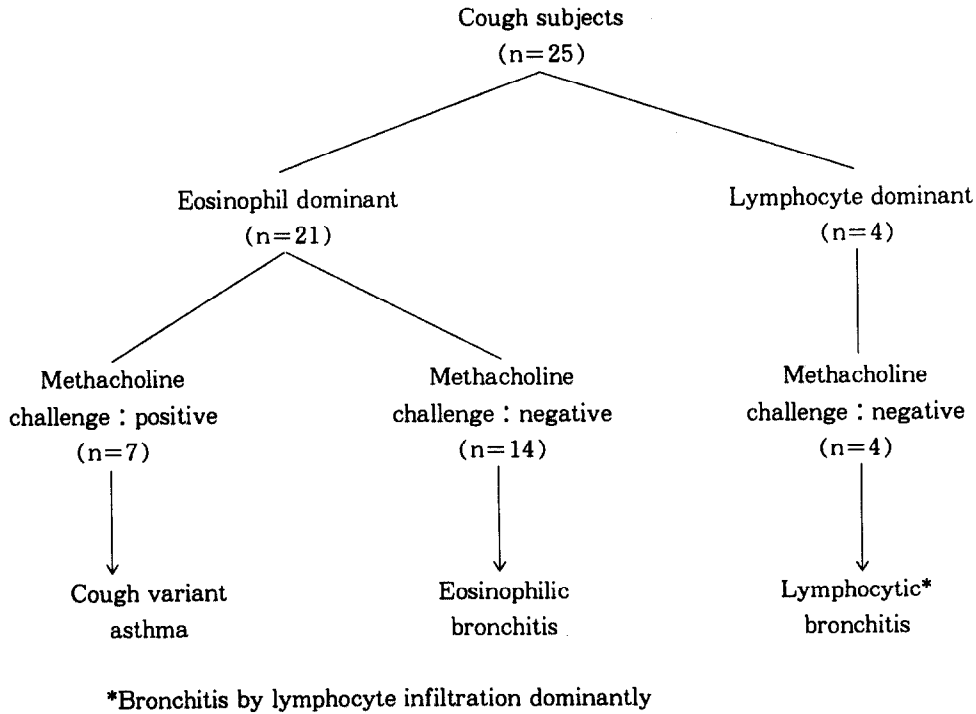 Cough subjects
(n=25)
Eosinophil dominant
(n=21)
Lymphocyte dominant
(n=4)
Methacholine
challenge : positive
(n=7)
Methacholine
challenge : negative
(n=14)
Methacholine
challenge : negative
(n=4)
Cough variant
asthma
Eosinophilic
bronchitis
Lymphocytic*
bronchitis
*Bronchitis by lymphocyte infiltration dominantly